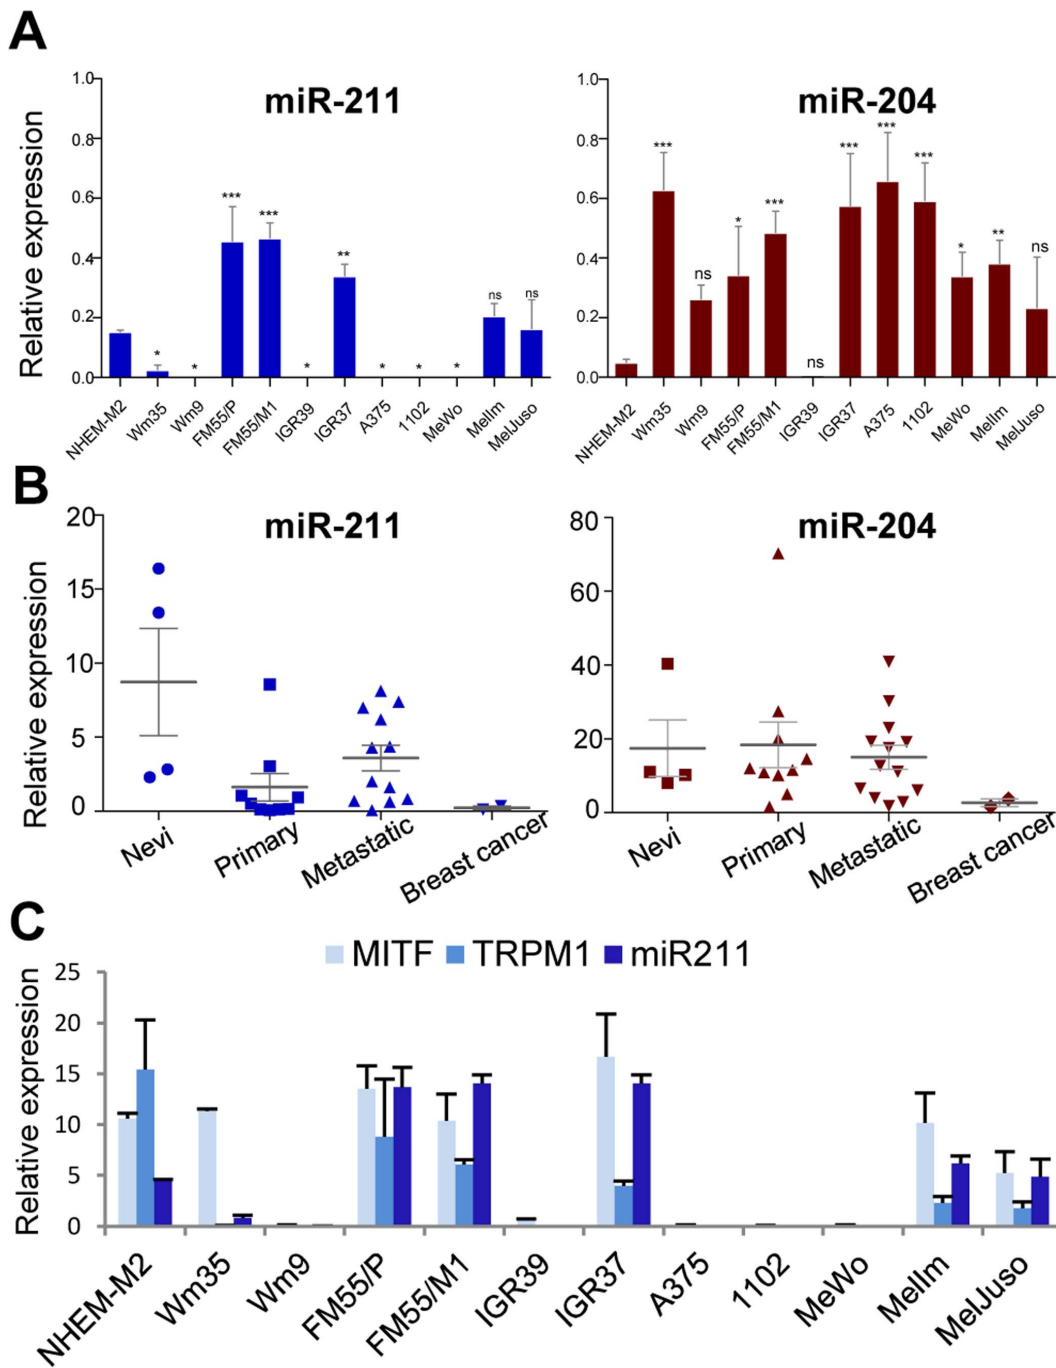 A
miR-211
Relative expression
1.0
0.8
0.6
0.4
0.2
0.0
*
*
***
***
*
**
*
*
*
ns
ns
NHEM-M2
Wm35
Wm9
FM55/P
FM55/M1
IGR39
IGR37
A375
1102
MeWo
MelIm
MelJuso
miR-204
1.0
0.8
0.6
0.4
0.2
0.0
***
ns
*
***
ns
***
***
***
*
**
ns
NHEM-M2
Wm35
Wm9
FM55/P
FM55/M1
IGR39
IGR37
A375
1102
MeWo
MelIm
MelJuso
B
miR-211
Relative expression
20
15
10
5
0
Nevi
Primary
Metastatic
Breast cancer
miR-204
80
60
40
20
0
Nevi
Primary
Metastatic
Breast cancer
C
MITF TRPM1 miR211
Relative expression
25
20
15
10
5
0
NHEM-M2
Wm35
Wm9
FM55/P
FM55/M1
IGR39
IGR37
A375
1102
MeWo
MelIm
MelJuso